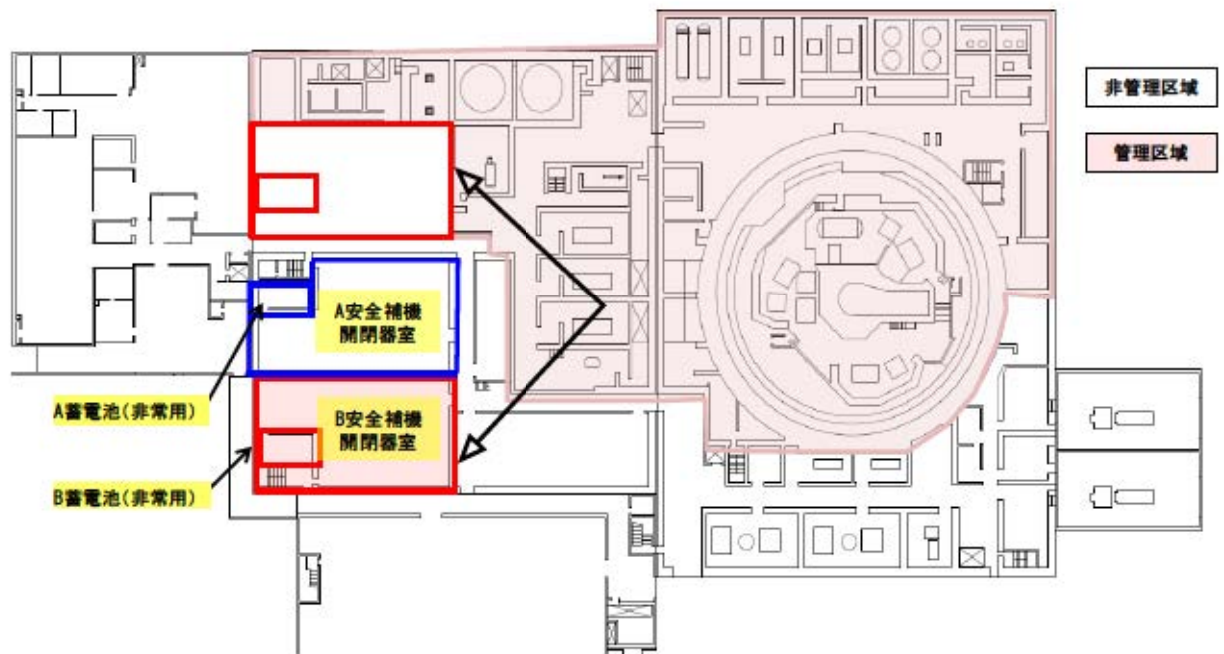 非管理区域
管理区域
A安全補機
開閉器室
A蓄電池(非常用)
B安全補機
開閉器室
B蓄電池(非常用)